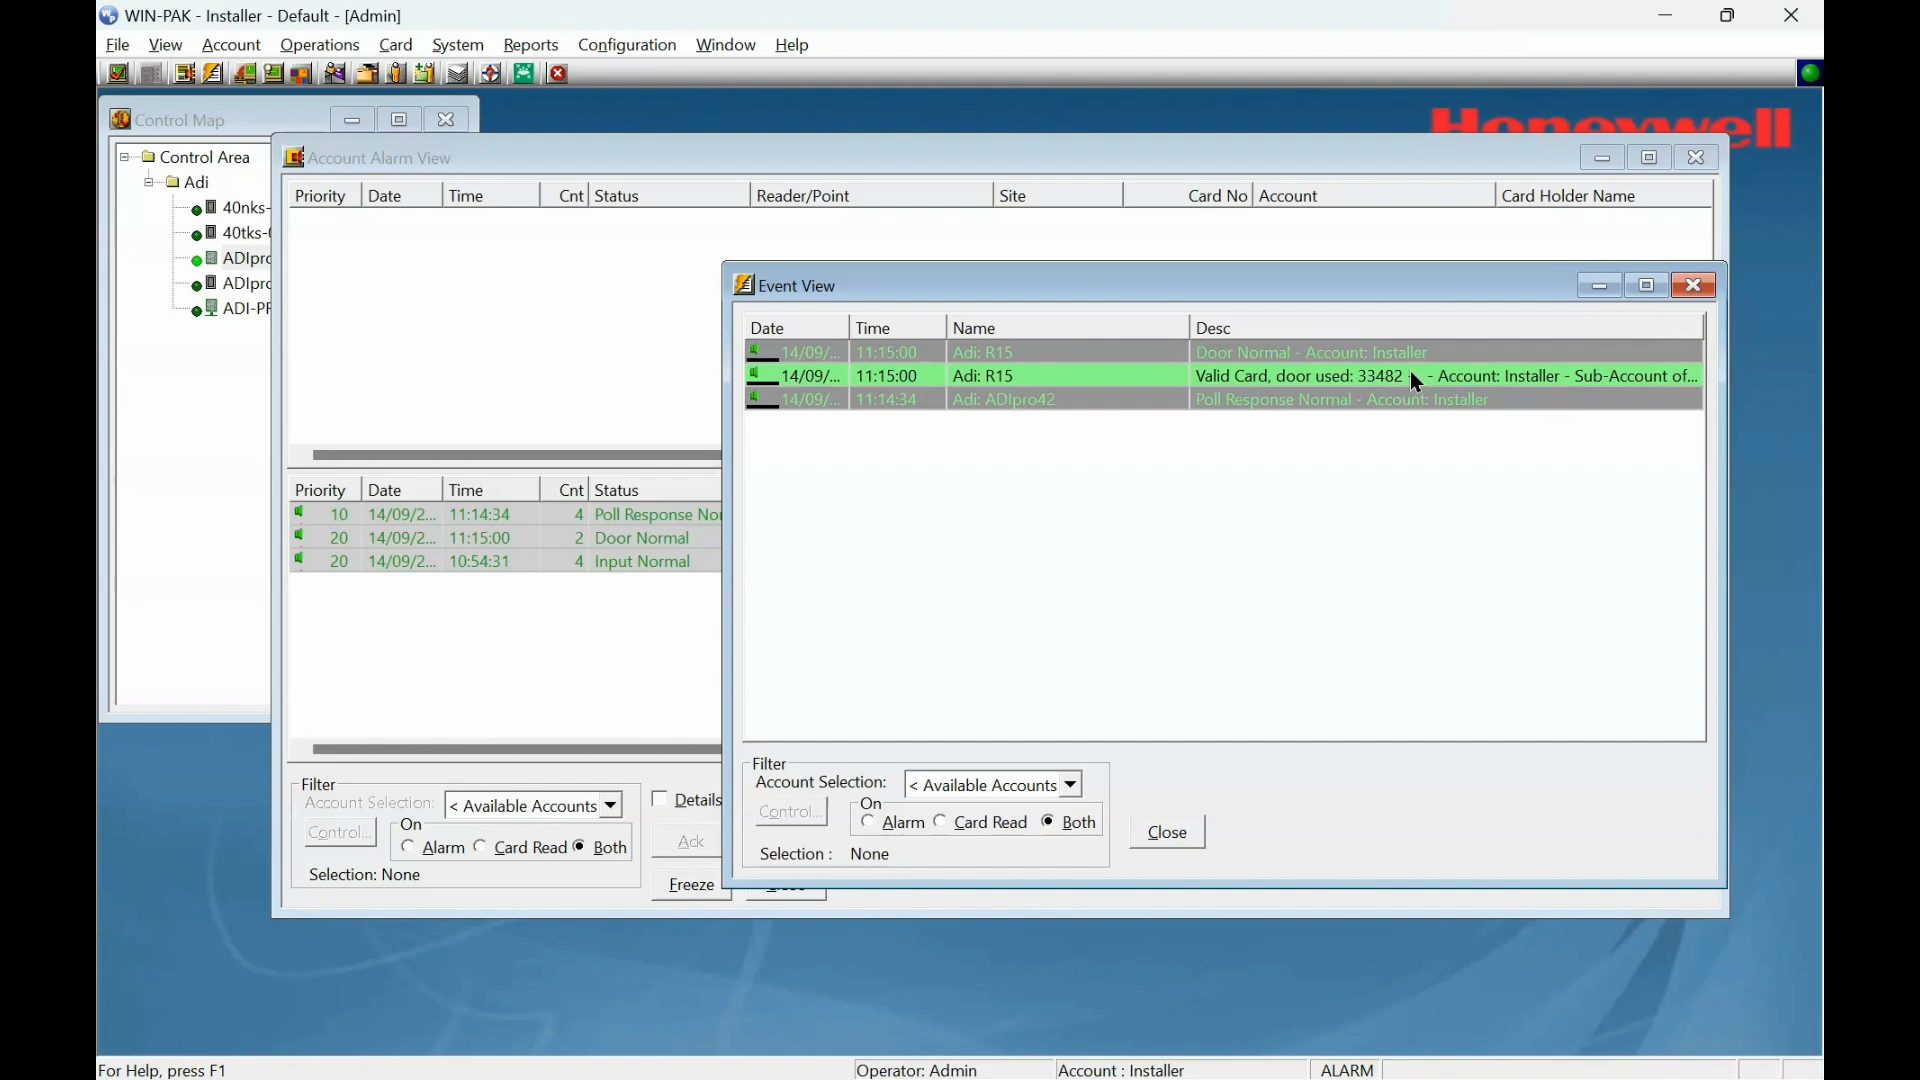 WIN-PAK - Installer - Default - [Admin]
File View Account Operations Card System Reports Configuration Window Help
Honeywell
Control Map
Control Area
Adi
40nks-
40tks-
ADIpro
ADIpro
ADI-PF
Account Alarm View
Priority Date Time Cnt Status Reader/Point Site Card No Account Card Holder Name
Priority Date Time Cnt Status
10 14/09/2... 11:14:34 4 Poll Response Nor
20 14/09/2... 11:15:00 2 Door Normal
20 14/09/2... 10:54:31 4 Input Normal
Filter
Account Selection: < Available Accounts
Control...
On
Alarm Card Read Both
Selection: None
Details
Ack
Freeze
Event View
Date Time Name Desc
14/09/... 11:15:00 Adi: R15 Door Normal - Account: Installer
14/09/... 11:15:00 Adi: R15 Valid Card, door used: 33482 - - Account: Installer - Sub-Account of...
14/09/... 11:14:34 Adi: ADIpro42 Poll Response Normal - Account: Installer
Filter
Account Selection: < Available Accounts
Control...
On
Alarm Card Read Both
Selection : None
Close
For Help, press F1 Operator: Admin Account : Installer ALARM